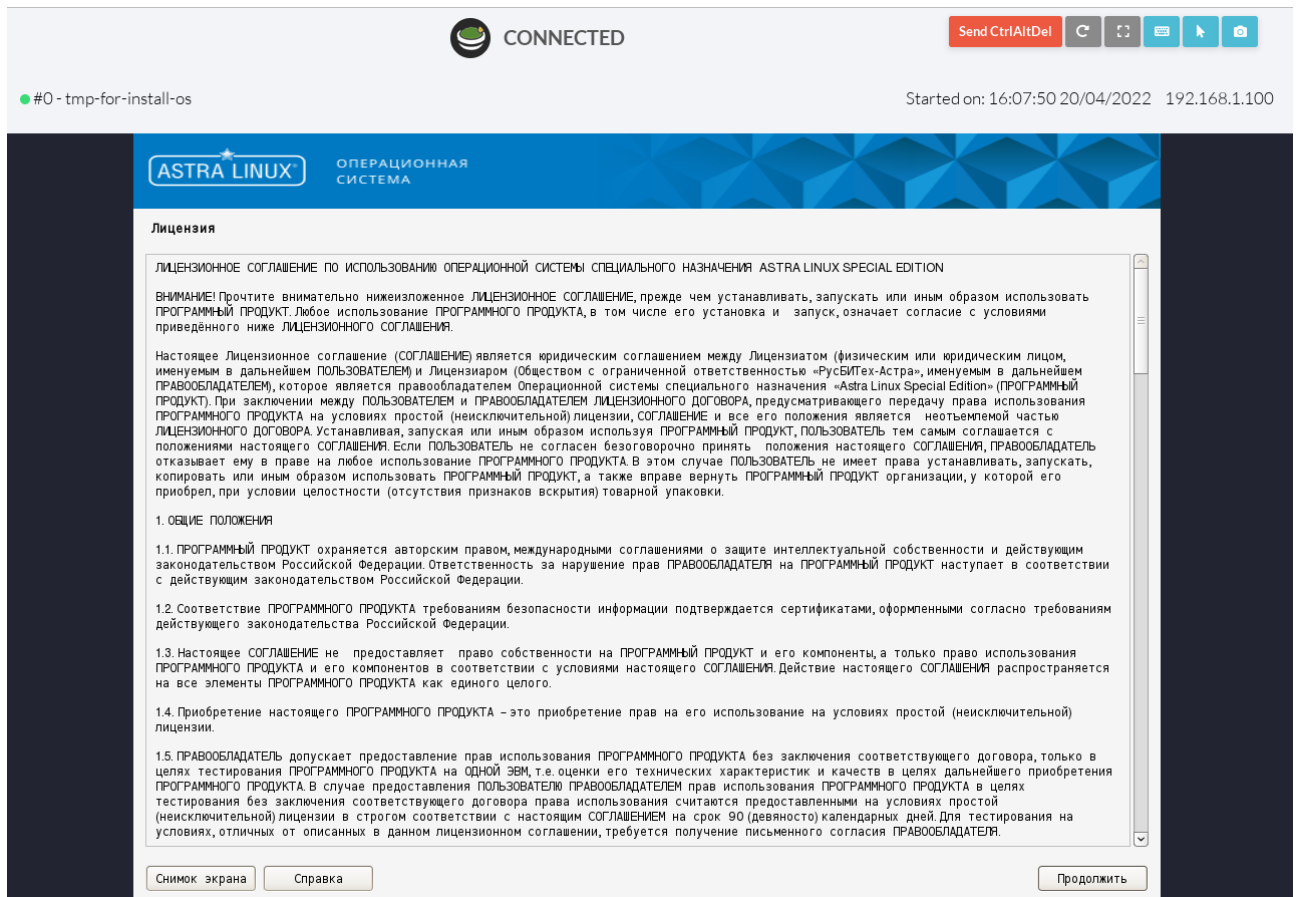 CONNECTED
Send CtrlAltDel
#0 - tmp-for-install-os
Started on: 16:07:50 20/04/2022 192.168.1.100
ASTRA LINUX
ОПЕРАЦИОННАЯ
СИСТЕМА
Лицензия
ЛИЦЕНЗИОННОЕ СОГЛАШЕНИЕ ПО ИСПОЛЬЗОВАНИЮ ОПЕРАЦИОННОЙ СИСТЕМЫ СПЕЦИАЛЬНОГО НАЗНАЧЕНИЯ ASTRA LINUX SPECIAL EDITION
ВНИМАНИЕ! Прочтите внимательно нижеизложенное ЛИЦЕНЗИОННОЕ СОГЛАШЕНИЕ, прежде чем устанавливать, запускать или иным образом использовать
ПРОГРАММНЫЙ ПРОДУКТ. Любое использование ПРОГРАММНОГО ПРОДУКТА, в том числе его установка и запуск, означает согласие с условиями
приведённого ниже ЛИЦЕНЗИОННОГО СОГЛАШЕНИЯ.
Настоящее Лицензионное соглашение (СОГЛАШЕНИЕ) является юридическим соглашением между Лицензиатом (физическим или юридическим лицом,
именуемым в дальнейшем ПОЛЬЗОВАТЕЛЕМ) и Лицензиаром (Обществом с ограниченной ответственностью «РусБИТех-Астра», именуемым в дальнейшем
ПРАВООБЛАДАТЕЛЕМ), которое является правообладателем Операционной системы специального назначения «Astra Linux Special Edition» (ПРОГРАММНЫЙ
ПРОДУКТ). При заключении между ПОЛЬЗОВАТЕЛЕМ и ПРАВООБЛАДАТЕЛЕМ ЛИЦЕНЗИОННОГО ДОГОВОРА, предусматривающего передачу права использования
ПРОГРАММНОГО ПРОДУКТА на условиях простой (неисключительной) лицензии, СОГЛАШЕНИЕ и все его положения является неотъемлемой частью
ЛИЦЕНЗИОННОГО ДОГОВОРА. Устанавливая, запуская или иным образом используя ПРОГРАММНЫЙ ПРОДУКТ, ПОЛЬЗОВАТЕЛЬ тем самым соглашается с
положениями настоящего СОГЛАШЕНИЯ. Если ПОЛЬЗОВАТЕЛЬ не согласен безоговорочно принять положения настоящего СОГЛАШЕНИЯ, ПРАВООБЛАДАТЕЛЬ
отказывает ему в праве на любое использование ПРОГРАММНОГО ПРОДУКТА. В этом случае ПОЛЬЗОВАТЕЛЬ не имеет права устанавливать, запускать,
копировать или иным образом использовать ПРОГРАММНЫЙ ПРОДУКТ, а также вправе вернуть ПРОГРАММНЫЙ ПРОДУКТ организации, у которой его
приобрел, при условии целостности (отсутствия признаков вскрытия) товарной упаковки.
1. ОБЩИЕ ПОЛОЖЕНИЯ
1.1. ПРОГРАММНЫЙ ПРОДУКТ охраняется авторским правом, международными соглашениями о защите интеллектуальной собственности и действующим
законодательством Российской Федерации. Ответственность за нарушение прав ПРАВООБЛАДАТЕЛЯ на ПРОГРАММНЫЙ ПРОДУКТ наступает в соответствии
с действующим законодательством Российской Федерации.
1.2. Соответствие ПРОГРАММНОГО ПРОДУКТА требованиям безопасности информации подтверждается сертификатами, оформленными согласно требованиям
действующего законодательства Российской Федерации.
1.3. Настоящее СОГЛАШЕНИЕ не предоставляет право собственности на ПРОГРАММНЫЙ ПРОДУКТ и его компоненты, а только право использования
ПРОГРАММНОГО ПРОДУКТА и его компонентов в соответствии с условиями настоящего СОГЛАШЕНИЯ. Действие настоящего СОГЛАШЕНИЯ распространяется
на все элементы ПРОГРАММНОГО ПРОДУКТА как единого целого.
1.4. Приобретение настоящего ПРОГРАММНОГО ПРОДУКТА – это приобретение прав на его использование на условиях простой (неисключительной)
лицензии.
1.5. ПРАВООБЛАДАТЕЛЬ допускает предоставление прав использования ПРОГРАММНОГО ПРОДУКТА без заключения соответствующего договора, только в
целях тестирования ПРОГРАММНОГО ПРОДУКТА на ОДНОЙ ЭВМ, т.е. оценки его технических характеристик и качеств в целях дальнейшего приобретения
ПРОГРАММНОГО ПРОДУКТА. В случае предоставления ПОЛЬЗОВАТЕЛЮ ПРАВООБЛАДАТЕЛЕМ прав использования ПРОГРАММНОГО ПРОДУКТА в целях
тестирования без заключения соответствующего договора права использования считаются предоставленными на условиях простой
(неисключительной) лицензии в строгом соответствии с настоящим СОГЛАШЕНИЕМ на срок 90 (девяносто) календарных дней. Для тестирования на
условиях, отличных от описанных в данном лицензионном соглашении, требуется получение письменного согласия ПРАВООБЛАДАТЕЛЯ.
Снимок экрана
Справка
Продолжить